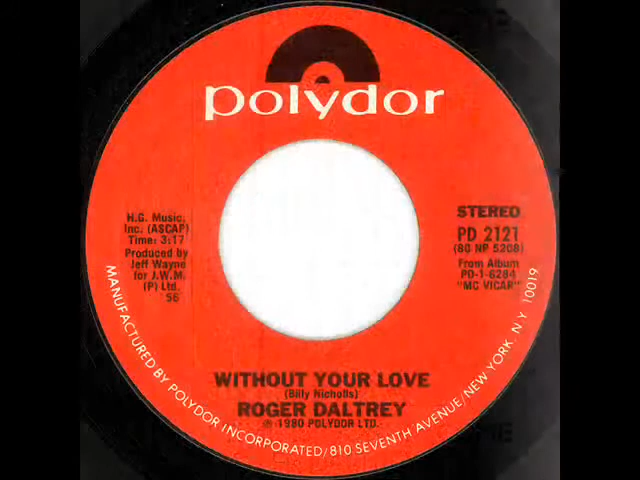 polydor
H.G. Music,
Inc. (ASCAP)
Time: 3:17
Produced by
Jeff Wayne
for J.W.M.
(P) Ltd.
56
STEREO
PD 2121
(80 NP 5208)
From Album
PD-1-6284
"MC VICAR"
WITHOUT YOUR LOVE
(Billy Nicholls)
ROGER DALTREY
℗ 1980 POLYDOR LTD.
MANUFACTURED BY POLYDOR INCORPORATED/810 SEVENTH AVENUE/NEW YORK, N.Y. 10019